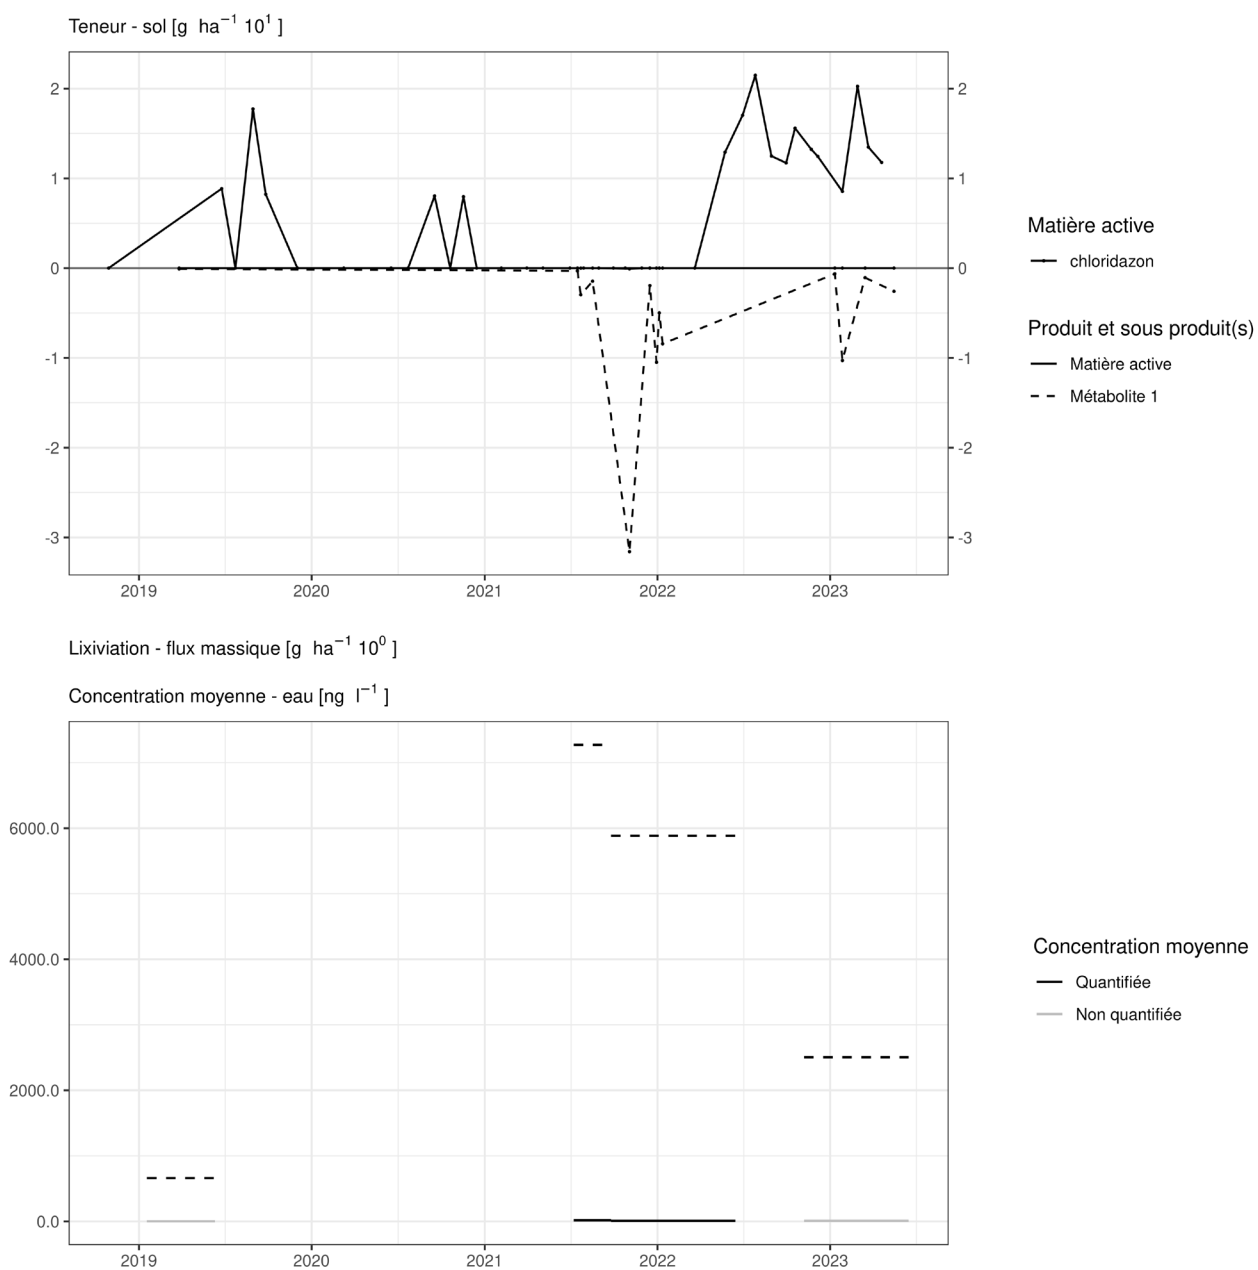 Teneur - sol [g ha⁻¹ 10¹ ]
2
1
0
-1
-2
-3
2
1
0
-1
-2
-3
2019 2020 2021 2022 2023
Matière active
chloridazon
Produit et sous produit(s)
Matière active
Métabolite 1
Lixiviation - flux massique [g ha⁻¹ 10⁰ ]
Concentration moyenne - eau [ng l⁻¹ ]
6000.0
4000.0
2000.0
0.0
2019 2020 2021 2022 2023
Concentration moyenne
Quantifiée
Non quantifiée